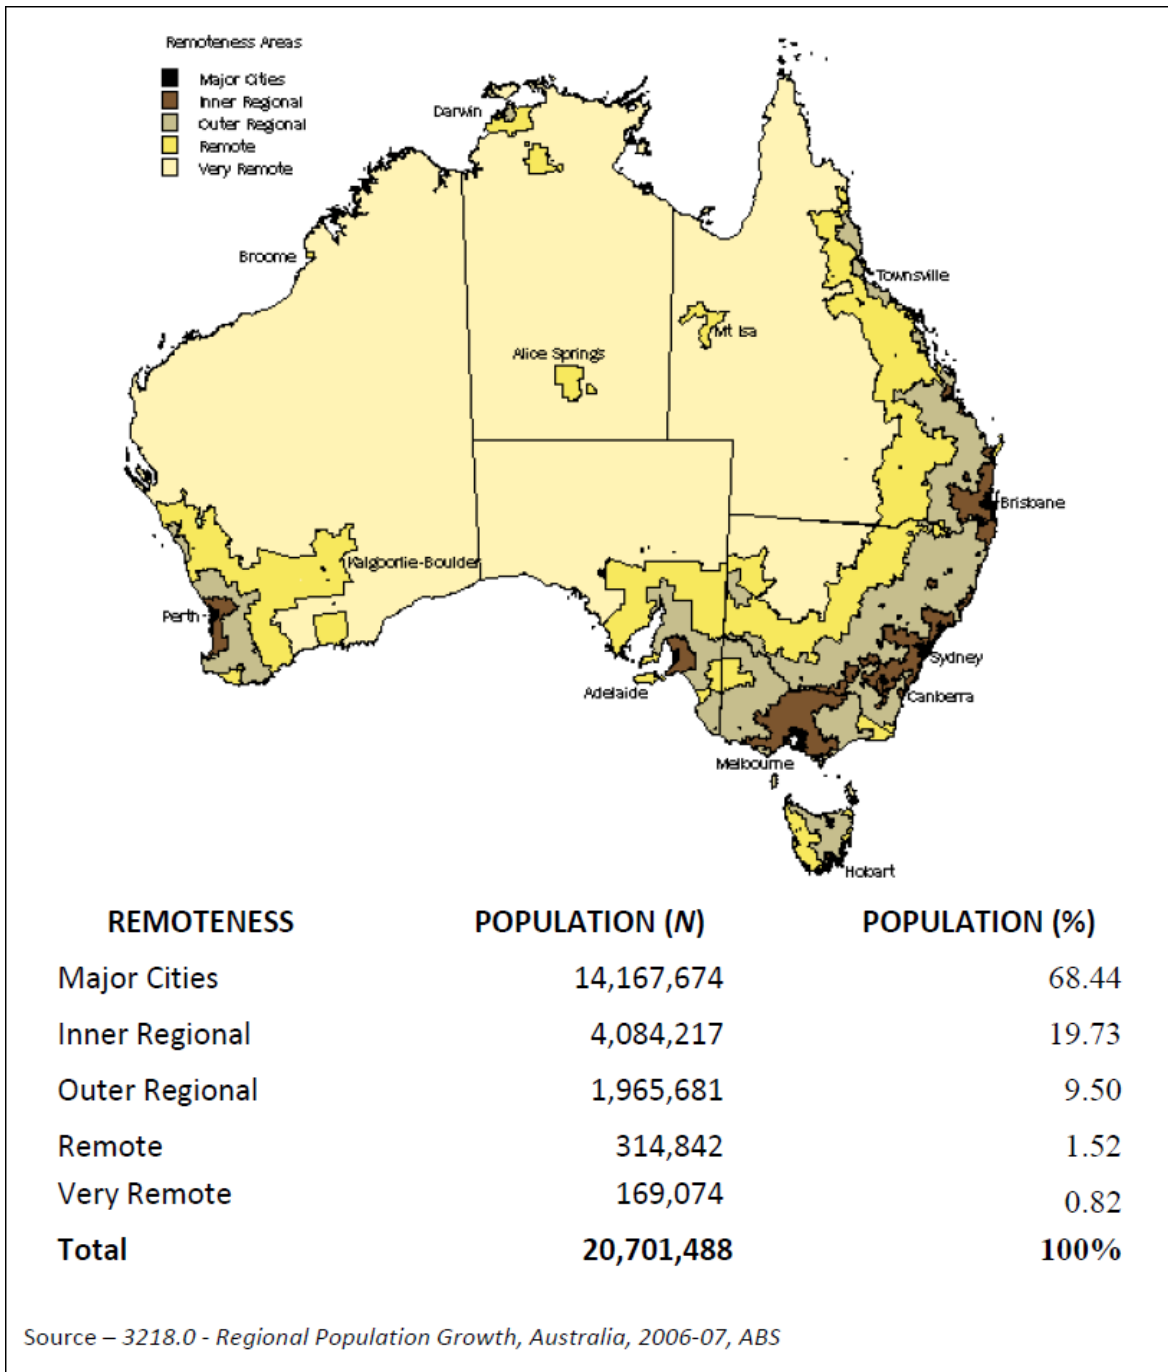 Remoteness Areas
Major Cities
Inner Regional
Outer Regional
Remote
Very Remote
Darwin
Broome
Townsville
Mt Isa
Alice Springs
Brisbane
Kalgoorlie-Boulder
Perth
Sydney
Adelaide
Canberra
Melbourne
Hobart
REMOTENESS POPULATION (N) POPULATION (%)
Major Cities 14,167,674 68.44
Inner Regional 4,084,217 19.73
Outer Regional 1,965,681 9.50
Remote 314,842 1.52
Very Remote 169,074 0.82
Total 20,701,488 100%
Source – 3218.0 - Regional Population Growth, Australia, 2006-07, ABS